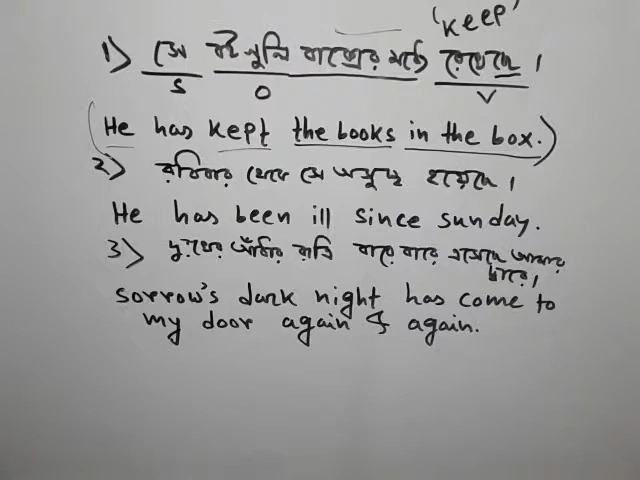 'Keep'
1) সে বই গুলি বাক্সের মধ্যে রেখেছে।
S O V
(He has kept the books in the box.)
2) রবিবার থেকে সে অসুস্থ হয়েছে।
He has been ill since sunday.
3) দুখের আঁধার রাত্রি বারে বারে এসেছে আমার
দ্বারে।
sorrow's dark night has come to
my door again & again.